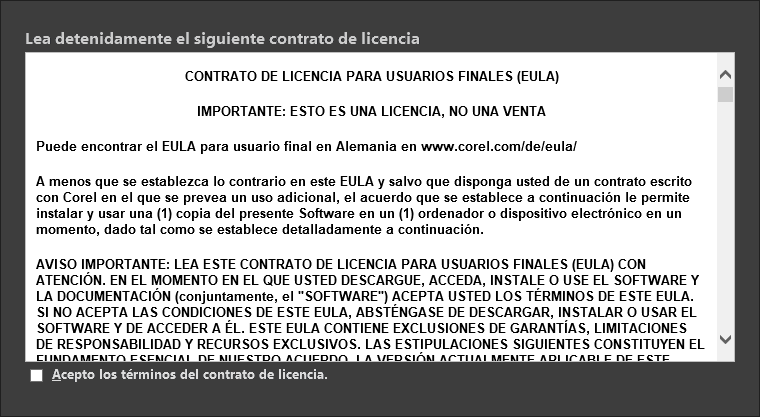 Lea detenidamente el siguiente contrato de licencia
CONTRATO DE LICENCIA PARA USUARIOS FINALES (EULA)
IMPORTANTE: ESTO ES UNA LICENCIA, NO UNA VENTA
Puede encontrar el EULA para usuario final en Alemania en www.corel.com/de/eula/
A menos que se establezca lo contrario en este EULA y salvo que disponga usted de un contrato escrito
con Corel en el que se prevea un uso adicional, el acuerdo que se establece a continuación le permite
instalar y usar una (1) copia del presente Software en un (1) ordenador o dispositivo electrónico en un
momento, dado tal como se establece detalladamente a continuación.
AVISO IMPORTANTE: LEA ESTE CONTRATO DE LICENCIA PARA USUARIOS FINALES (EULA) CON
ATENCIÓN. EN EL MOMENTO EN EL QUE USTED DESCARGUE, ACCEDA, INSTALE O USE EL SOFTWARE Y
LA DOCUMENTACIÓN (conjuntamente, el "SOFTWARE") ACEPTA USTED LOS TÉRMINOS DE ESTE EULA.
SI NO ACEPTA LAS CONDICIONES DE ESTE EULA, ABSTÉNGASE DE DESCARGAR, INSTALAR O USAR EL
SOFTWARE Y DE ACCEDER A ÉL. ESTE EULA CONTIENE EXCLUSIONES DE GARANTÍAS, LIMITACIONES
DE RESPONSABILIDAD Y RECURSOS EXCLUSIVOS. LAS ESTIPULACIONES SIGUIENTES CONSTITUYEN EL
FUNDAMENTO ESENCIAL DE NUESTRO ACUERDO. LA VERSIÓN ACTUALMENTE APLICABLE DE ESTE
Acepto los términos del contrato de licencia.